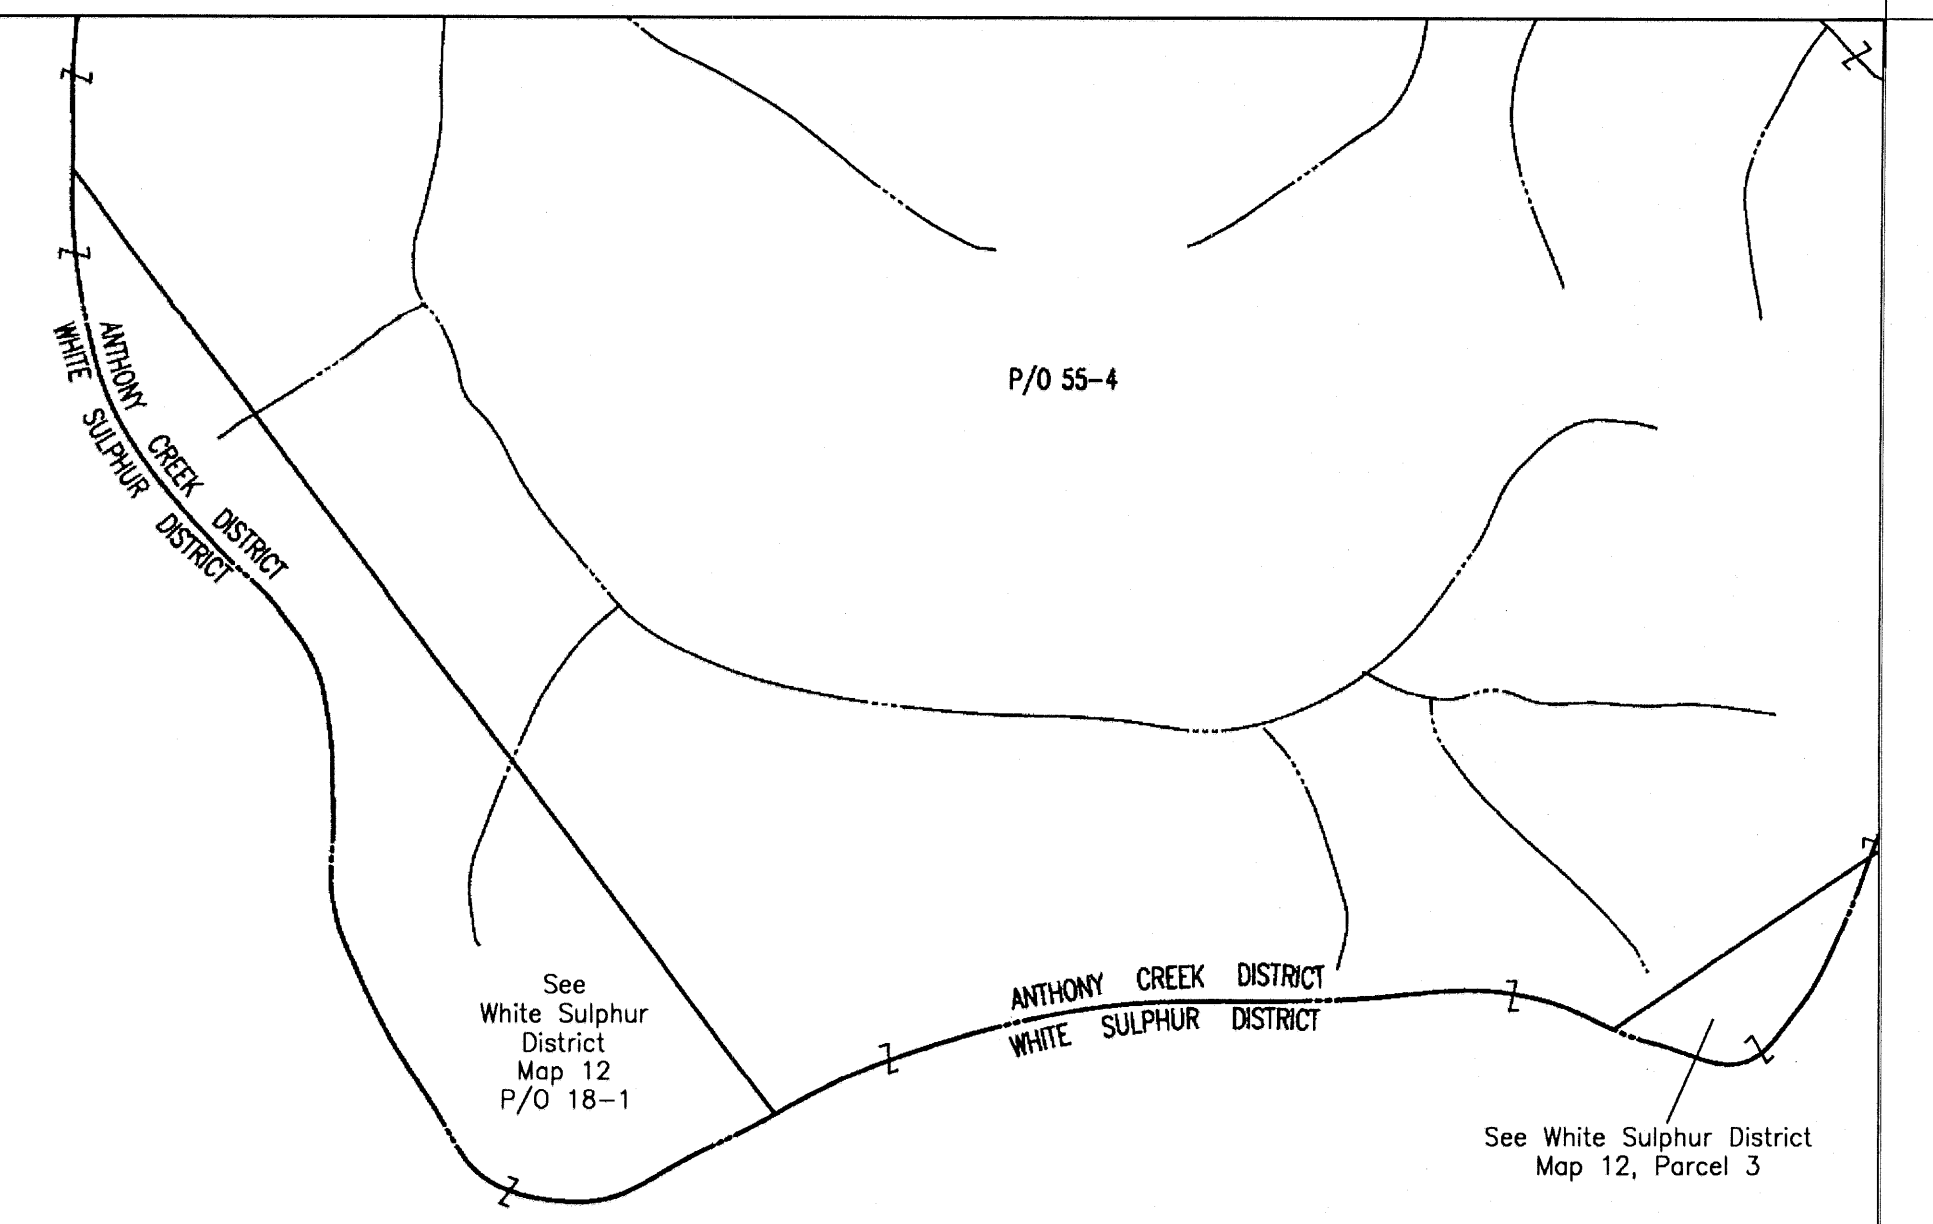 P/O 55-4
ANTHONY CREEK DISTRICT
WHITE SULPHUR DISTRICT
See
White Sulphur
District
Map 12
P/O 18-1
ANTHONY CREEK DISTRICT
WHITE SULPHUR DISTRICT
See White Sulphur District
Map 12, Parcel 3